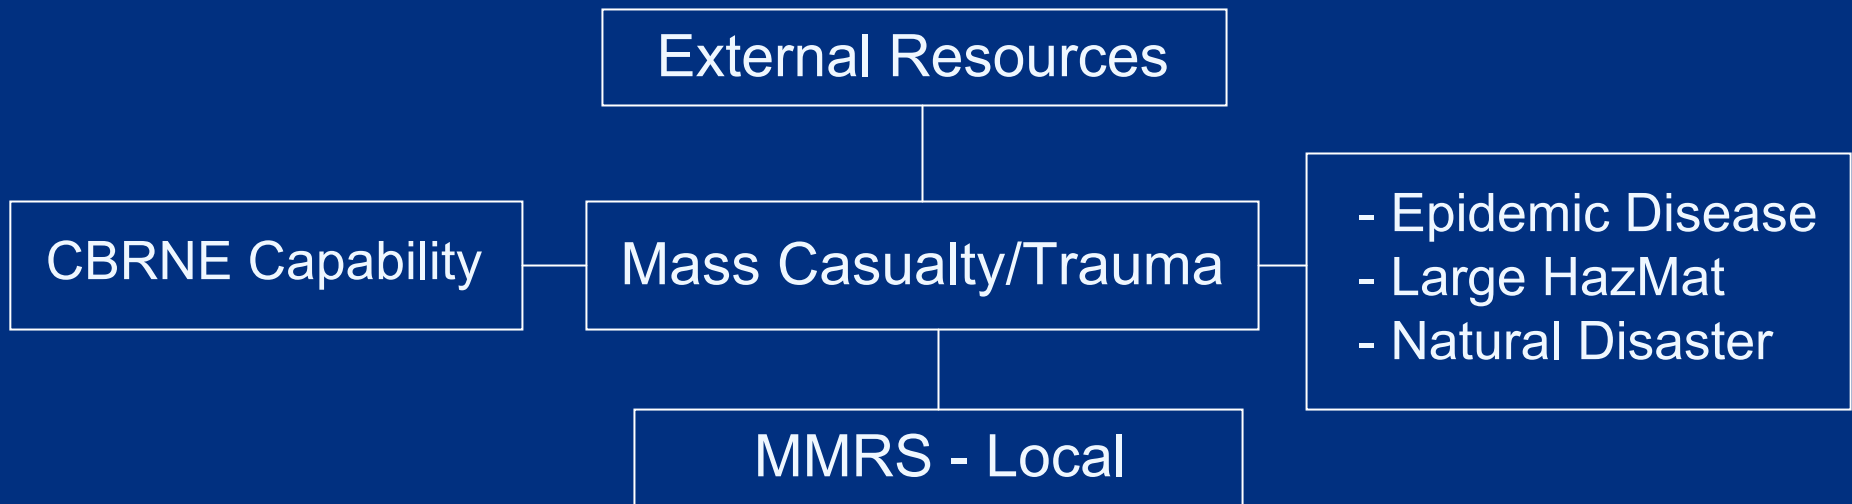 External Resources
CBRNE Capability
Mass Casualty/Trauma
- Epidemic Disease
- Large HazMat
- Natural Disaster
MMRS - Local